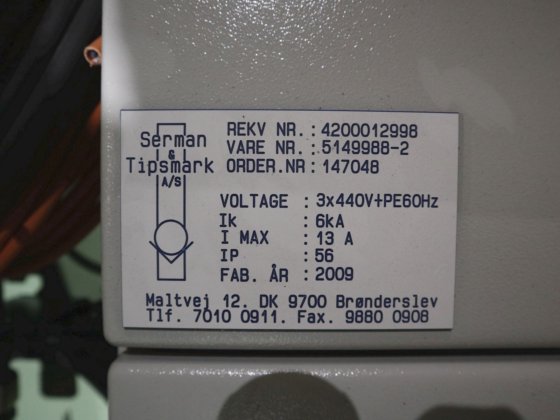 Serman
&
Tipsmark
A/S
REKV NR.: 4200012998
VARE NR.: 5149988-2
ORDER.NR: 147048
VOLTAGE : 3x440V+PE60Hz
Ik : 6kA
I MAX : 13 A
IP : 56
FAB. ÅR : 2009
Maltvej 12. DK 9700 Brønderslev
Tlf. 7010 0911. Fax. 9880 0908